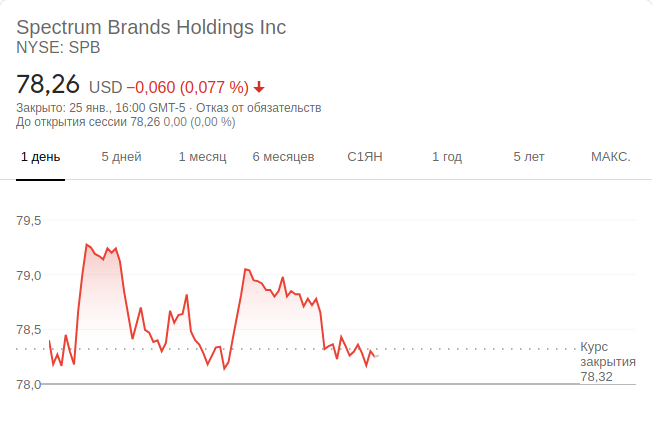 Spectrum Brands Holdings Inc
NYSE: SPB
78,26 USD −0,060 (0,077 %)
Закрыто: 25 янв., 16:00 GMT-5 · Отказ от обязательств
До открытия сессии 78,26 0,00 (0,00 %)
1 день 5 дней 1 месяц 6 месяцев С1ЯН 1 год 5 лет МАКС.
79,5
79,0
78,5
Курс
закрытия
78,32
78,0